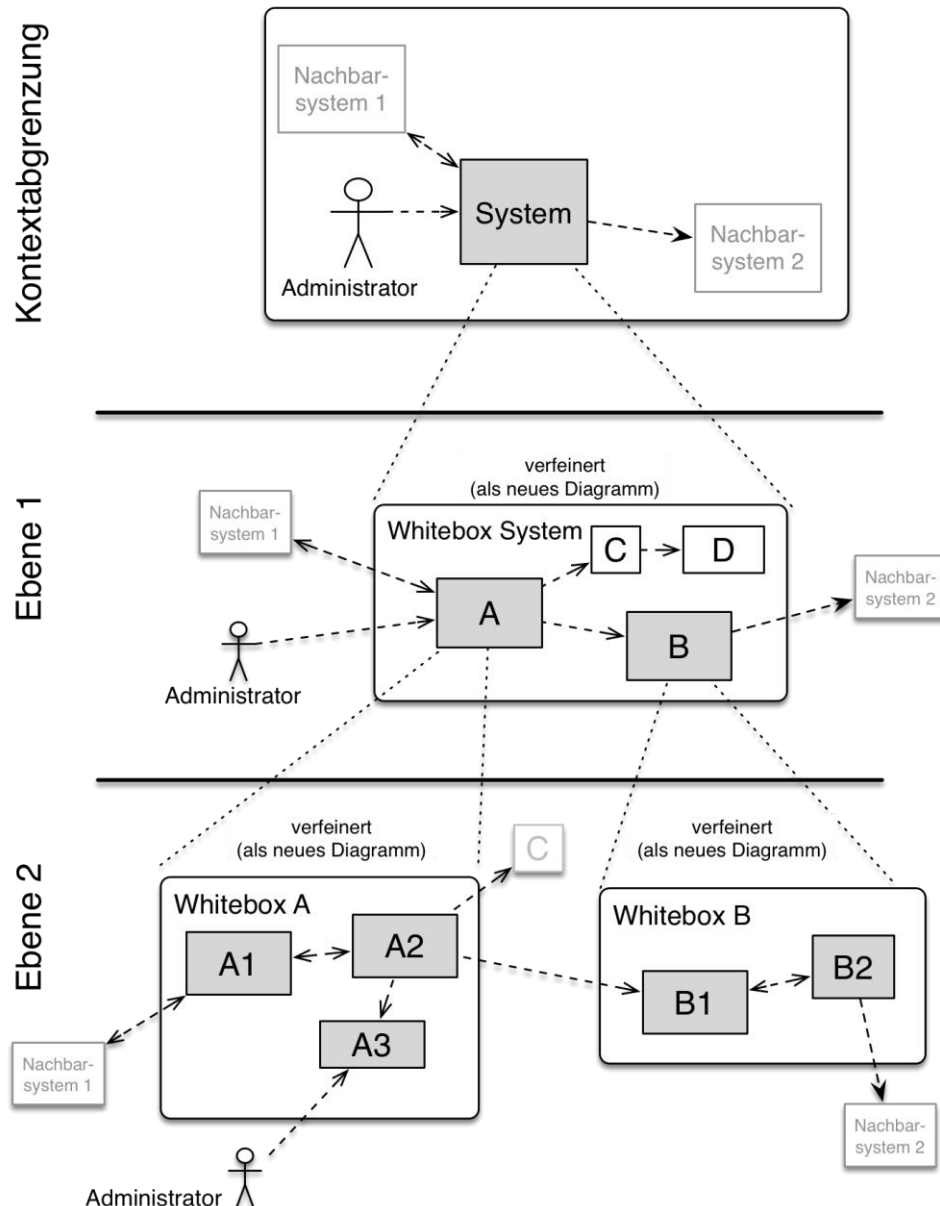 Kontextabgrenzung
Nachbar-
system 1
System
Administrator
Nachbar-
system 2
Ebene 1
verfeinert
(als neues Diagramm)
Nachbar-
system 1
Whitebox System
C
D
A
B
Nachbar-
system 2
Administrator
Ebene 2
verfeinert
(als neues Diagramm)
C
verfeinert
(als neues Diagramm)
Whitebox A
A1
A2
A3
Nachbar-
system 1
Administrator
Whitebox B
B1
B2
Nachbar-
system 2